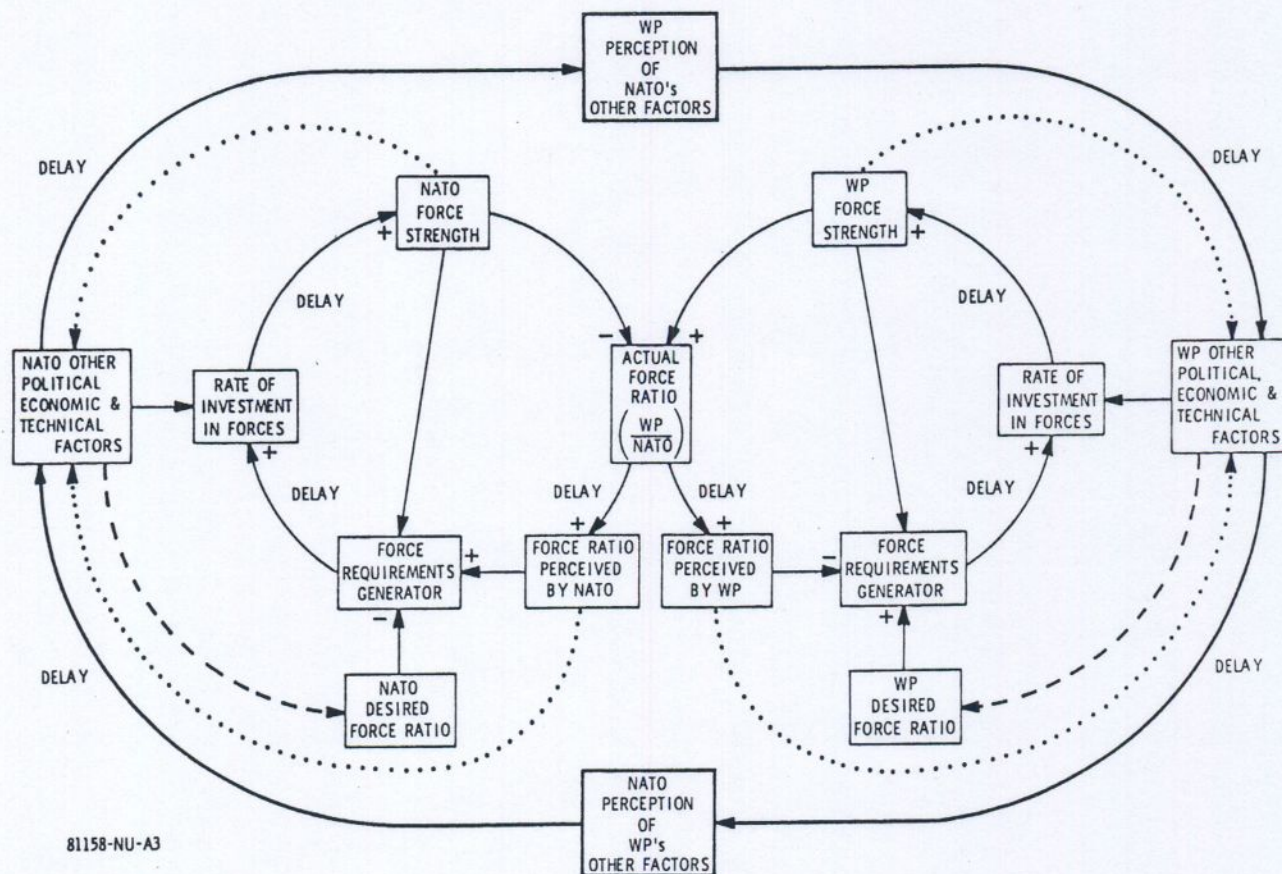 WP
PERCEPTION
OF
NATO's
OTHER FACTORS
DELAY
DELAY
NATO
FORCE
STRENGTH
+
WP
FORCE
STRENGTH
+
DELAY
DELAY
-
+
ACTUAL
FORCE
RATIO
(WP
NATO)
NATO OTHER
POLITICAL
ECONOMIC &
TECHNICAL
FACTORS
RATE OF
INVESTMENT
IN FORCES
+
RATE OF
INVESTMENT
IN FORCES
+
WP OTHER
POLITICAL,
ECONOMIC &
TECHNICAL
FACTORS
DELAY
DELAY
DELAY
DELAY
+
+
FORCE
REQUIREMENTS
GENERATOR
+
-
FORCE RATIO
PERCEIVED
BY NATO
FORCE RATIO
PERCEIVED
BY WP
-
FORCE
REQUIREMENTS
GENERATOR
+
DELAY
NATO
DESIRED
FORCE RATIO
WP
DESIRED
FORCE RATIO
DELAY
NATO
PERCEPTION
OF
WP's
OTHER FACTORS
81158-NU-A3